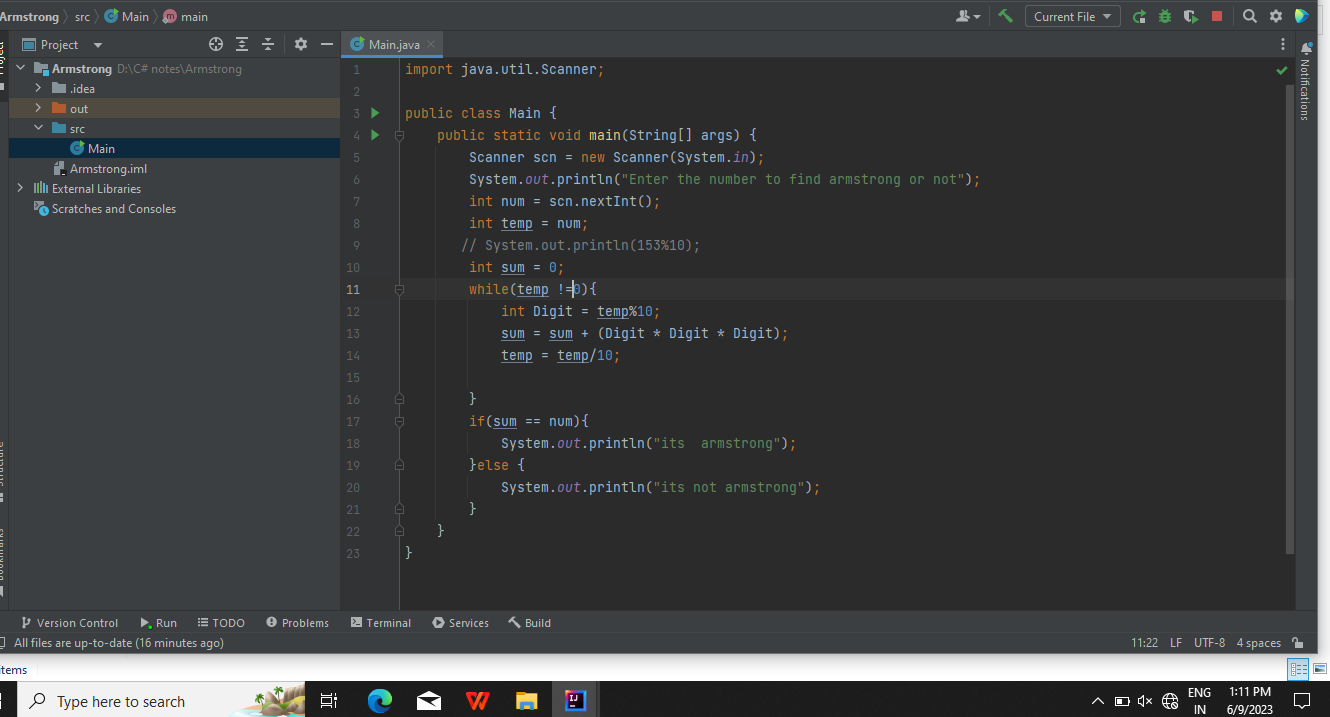 Armstrong src Main main Current File
Project Main.java
Armstrong D:\C# notes\Armstrong
.idea
out
src
Main
Armstrong.iml
External Libraries
Scratches and Consoles
1 import java.util.Scanner;
2
3 public class Main {
4 public static void main(String[] args) {
5 Scanner scn = new Scanner(System.in);
6 System.out.println("Enter the number to find armstrong or not");
7 int num = scn.nextInt();
8 int temp = num;
9 // System.out.println(153%10);
10 int sum = 0;
11 while(temp !=0){
12 int Digit = temp%10;
13 sum = sum + (Digit * Digit * Digit);
14 temp = temp/10;
15
16 }
17 if(sum == num){
18 System.out.println("its  armstrong");
19 }else {
20 System.out.println("its not armstrong");
21 }
22 }
23 }
Notifications
Version Control Run TODO Problems Terminal Services Build
All files are up-to-date (16 minutes ago) 11:22 LF UTF-8 4 spaces
Type here to search
ENG
IN
1:11 PM
6/9/2023